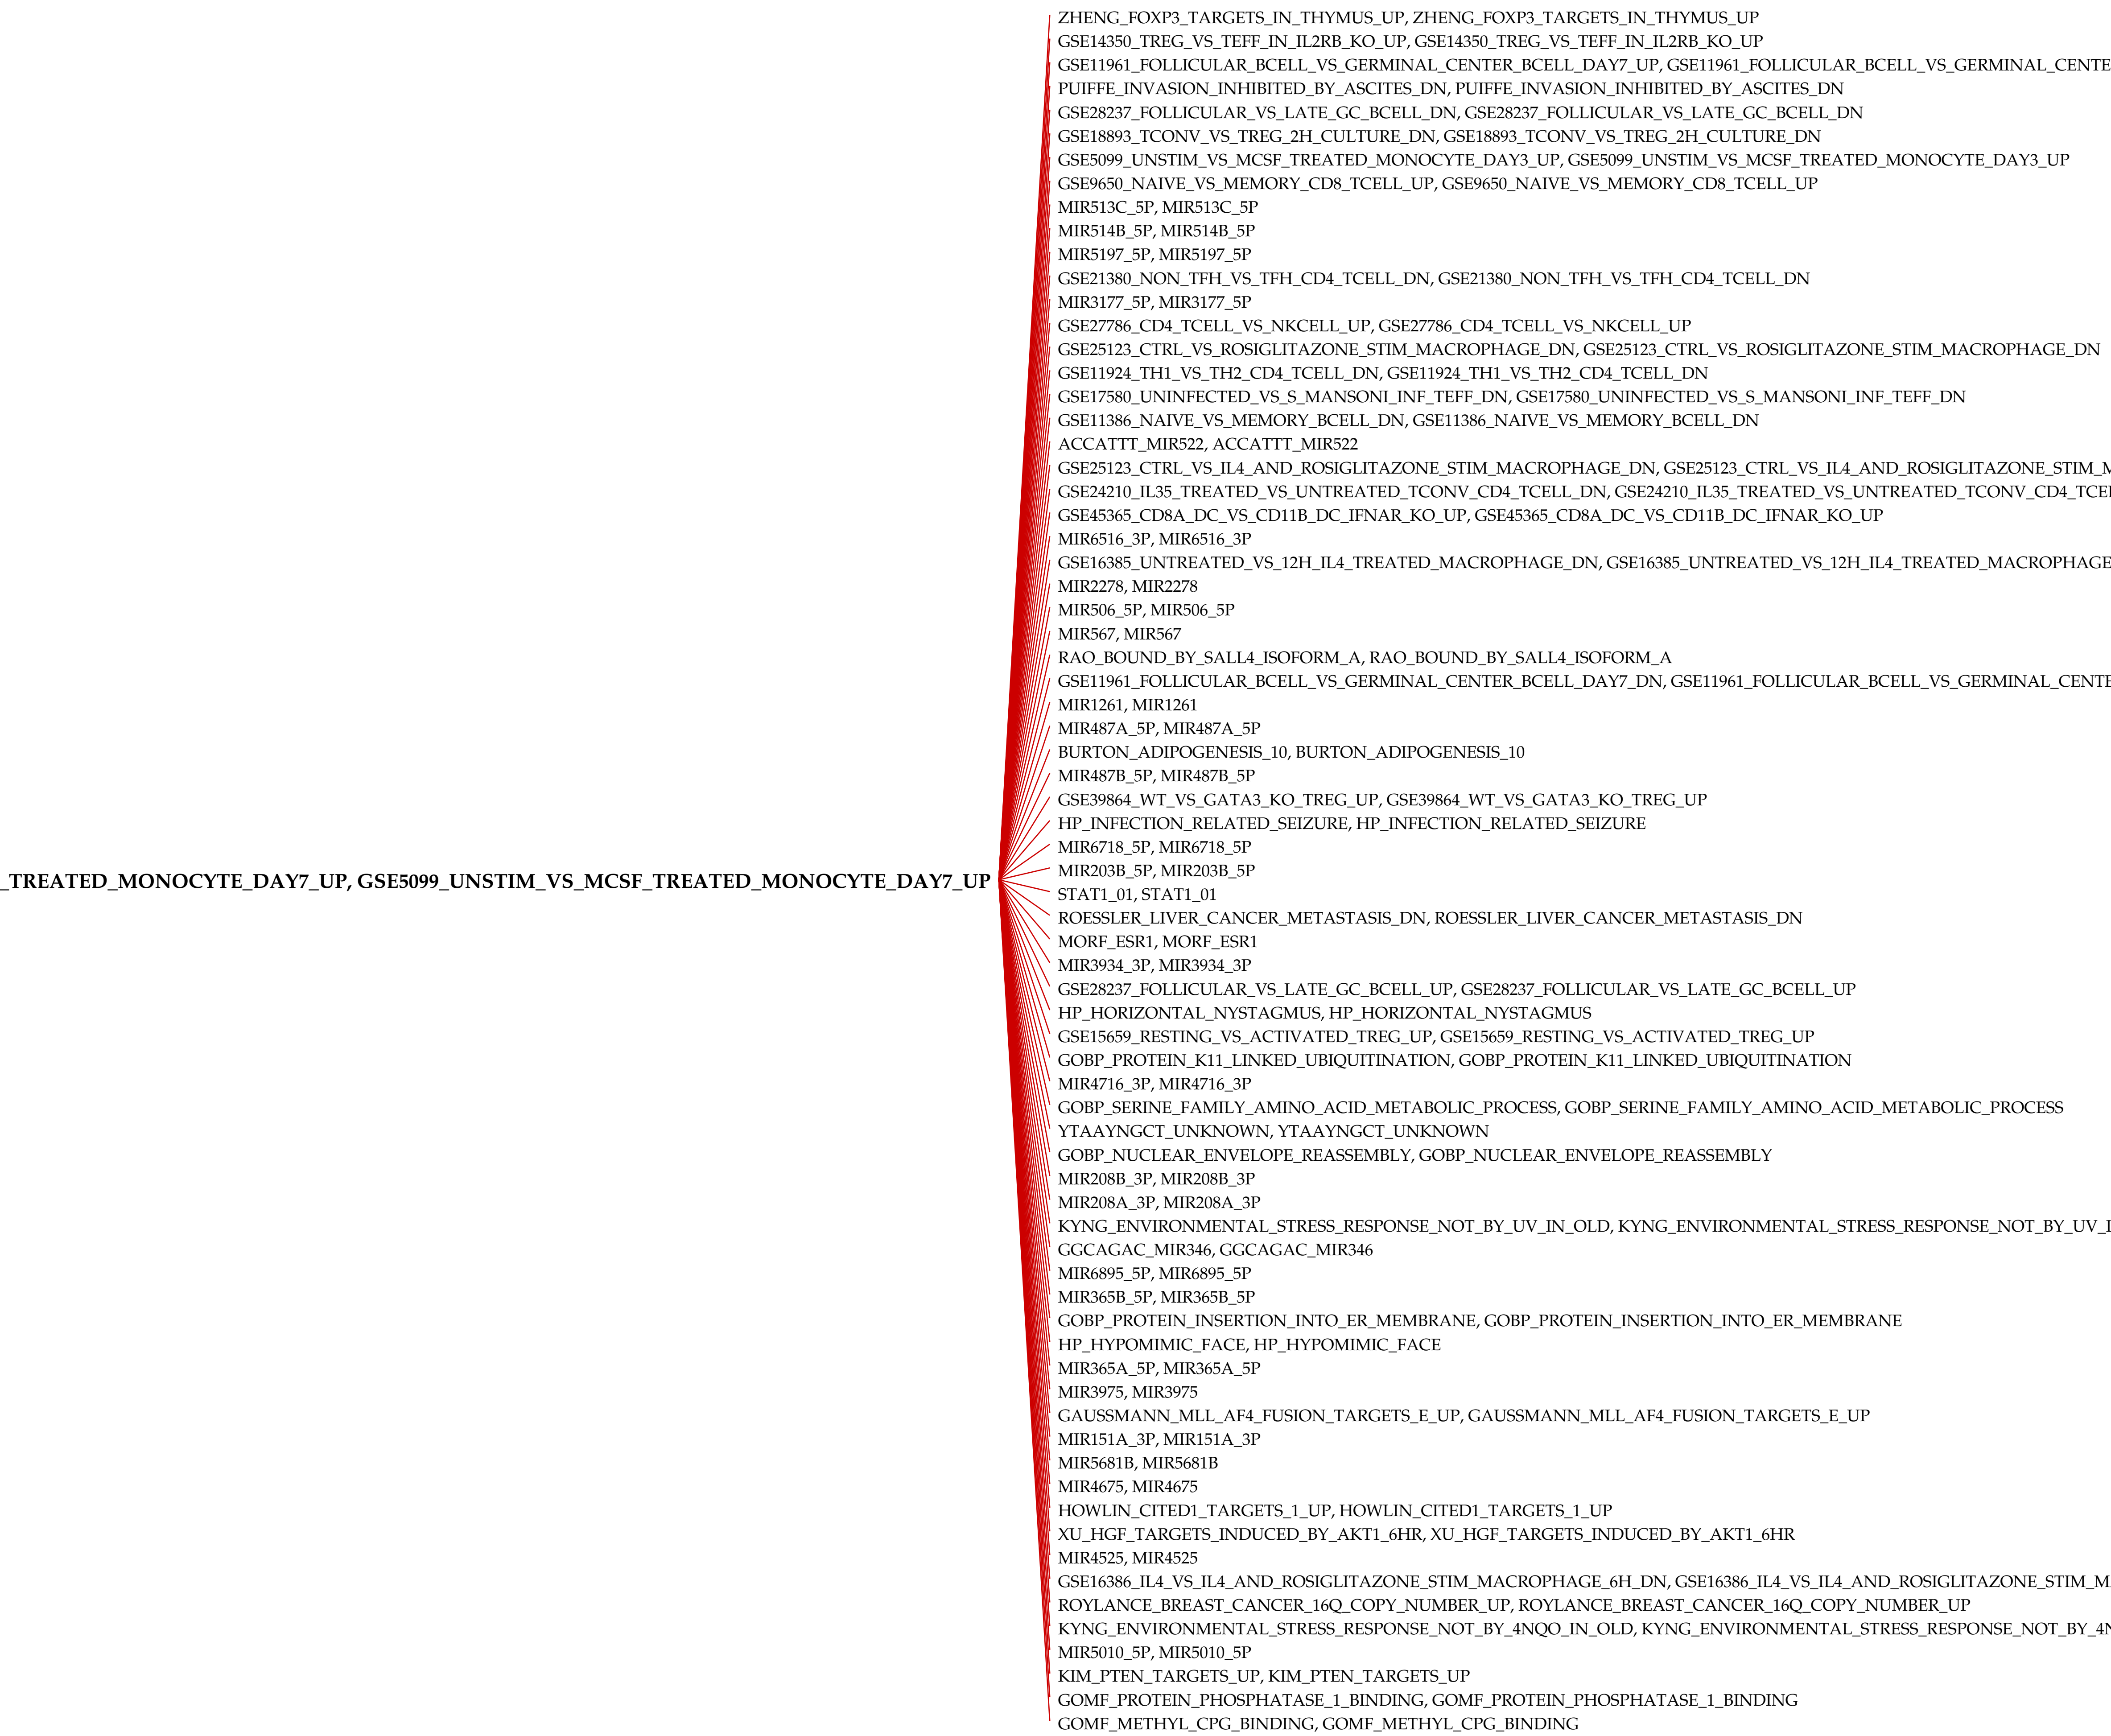 ZHENG_FOXP3_TARGETS_IN_THYMUS_UP, ZHENG_FOXP3_TARGETS_IN_THYMUS_UP
GSE14350_TREG_VS_TEFF_IN_IL2RB_KO_UP, GSE14350_TREG_VS_TEFF_IN_IL2RB_KO_UP
GSE11961_FOLLICULAR_BCELL_VS_GERMINAL_CENTER_BCELL_DAY7_UP, GSE11961_FOLLICULAR_BCELL_VS_GERMINAL_CENTE
PUIFFE_INVASION_INHIBITED_BY_ASCITES_DN, PUIFFE_INVASION_INHIBITED_BY_ASCITES_DN
GSE28237_FOLLICULAR_VS_LATE_GC_BCELL_DN, GSE28237_FOLLICULAR_VS_LATE_GC_BCELL_DN
GSE18893_TCONV_VS_TREG_2H_CULTURE_DN, GSE18893_TCONV_VS_TREG_2H_CULTURE_DN
GSE5099_UNSTIM_VS_MCSF_TREATED_MONOCYTE_DAY3_UP, GSE5099_UNSTIM_VS_MCSF_TREATED_MONOCYTE_DAY3_UP
GSE9650_NAIVE_VS_MEMORY_CD8_TCELL_UP, GSE9650_NAIVE_VS_MEMORY_CD8_TCELL_UP
MIR513C_5P, MIR513C_5P
MIR514B_5P, MIR514B_5P
MIR5197_5P, MIR5197_5P
GSE21380_NON_TFH_VS_TFH_CD4_TCELL_DN, GSE21380_NON_TFH_VS_TFH_CD4_TCELL_DN
MIR3177_5P, MIR3177_5P
GSE27786_CD4_TCELL_VS_NKCELL_UP, GSE27786_CD4_TCELL_VS_NKCELL_UP
GSE25123_CTRL_VS_ROSIGLITAZONE_STIM_MACROPHAGE_DN, GSE25123_CTRL_VS_ROSIGLITAZONE_STIM_MACROPHAGE_DN
GSE11924_TH1_VS_TH2_CD4_TCELL_DN, GSE11924_TH1_VS_TH2_CD4_TCELL_DN
GSE17580_UNINFECTED_VS_S_MANSONI_INF_TEFF_DN, GSE17580_UNINFECTED_VS_S_MANSONI_INF_TEFF_DN
GSE11386_NAIVE_VS_MEMORY_BCELL_DN, GSE11386_NAIVE_VS_MEMORY_BCELL_DN
ACCATTT_MIR522, ACCATTT_MIR522
GSE25123_CTRL_VS_IL4_AND_ROSIGLITAZONE_STIM_MACROPHAGE_DN, GSE25123_CTRL_VS_IL4_AND_ROSIGLITAZONE_STIM_M
GSE24210_IL35_TREATED_VS_UNTREATED_TCONV_CD4_TCELL_DN, GSE24210_IL35_TREATED_VS_UNTREATED_TCONV_CD4_TCEL
GSE45365_CD8A_DC_VS_CD11B_DC_IFNAR_KO_UP, GSE45365_CD8A_DC_VS_CD11B_DC_IFNAR_KO_UP
MIR6516_3P, MIR6516_3P
GSE16385_UNTREATED_VS_12H_IL4_TREATED_MACROPHAGE_DN, GSE16385_UNTREATED_VS_12H_IL4_TREATED_MACROPHAGE
MIR2278, MIR2278
MIR506_5P, MIR506_5P
MIR567, MIR567
RAO_BOUND_BY_SALL4_ISOFORM_A, RAO_BOUND_BY_SALL4_ISOFORM_A
GSE11961_FOLLICULAR_BCELL_VS_GERMINAL_CENTER_BCELL_DAY7_DN, GSE11961_FOLLICULAR_BCELL_VS_GERMINAL_CENTE
MIR1261, MIR1261
MIR487A_5P, MIR487A_5P
BURTON_ADIPOGENESIS_10, BURTON_ADIPOGENESIS_10
MIR487B_5P, MIR487B_5P
GSE39864_WT_VS_GATA3_KO_TREG_UP, GSE39864_WT_VS_GATA3_KO_TREG_UP
HP_INFECTION_RELATED_SEIZURE, HP_INFECTION_RELATED_SEIZURE
MIR6718_5P, MIR6718_5P
MIR203B_5P, MIR203B_5P
_TREATED_MONOCYTE_DAY7_UP, GSE5099_UNSTIM_VS_MCSF_TREATED_MONOCYTE_DAY7_UP
STAT1_01, STAT1_01
ROESSLER_LIVER_CANCER_METASTASIS_DN, ROESSLER_LIVER_CANCER_METASTASIS_DN
MORF_ESR1, MORF_ESR1
MIR3934_3P, MIR3934_3P
GSE28237_FOLLICULAR_VS_LATE_GC_BCELL_UP, GSE28237_FOLLICULAR_VS_LATE_GC_BCELL_UP
HP_HORIZONTAL_NYSTAGMUS, HP_HORIZONTAL_NYSTAGMUS
GSE15659_RESTING_VS_ACTIVATED_TREG_UP, GSE15659_RESTING_VS_ACTIVATED_TREG_UP
GOBP_PROTEIN_K11_LINKED_UBIQUITINATION, GOBP_PROTEIN_K11_LINKED_UBIQUITINATION
MIR4716_3P, MIR4716_3P
GOBP_SERINE_FAMILY_AMINO_ACID_METABOLIC_PROCESS, GOBP_SERINE_FAMILY_AMINO_ACID_METABOLIC_PROCESS
YTAAYNGCT_UNKNOWN, YTAAYNGCT_UNKNOWN
GOBP_NUCLEAR_ENVELOPE_REASSEMBLY, GOBP_NUCLEAR_ENVELOPE_REASSEMBLY
MIR208B_3P, MIR208B_3P
MIR208A_3P, MIR208A_3P
KYNG_ENVIRONMENTAL_STRESS_RESPONSE_NOT_BY_UV_IN_OLD, KYNG_ENVIRONMENTAL_STRESS_RESPONSE_NOT_BY_UV_I
GGCAGAC_MIR346, GGCAGAC_MIR346
MIR6895_5P, MIR6895_5P
MIR365B_5P, MIR365B_5P
GOBP_PROTEIN_INSERTION_INTO_ER_MEMBRANE, GOBP_PROTEIN_INSERTION_INTO_ER_MEMBRANE
HP_HYPOMIMIC_FACE, HP_HYPOMIMIC_FACE
MIR365A_5P, MIR365A_5P
MIR3975, MIR3975
GAUSSMANN_MLL_AF4_FUSION_TARGETS_E_UP, GAUSSMANN_MLL_AF4_FUSION_TARGETS_E_UP
MIR151A_3P, MIR151A_3P
MIR5681B, MIR5681B
MIR4675, MIR4675
HOWLIN_CITED1_TARGETS_1_UP, HOWLIN_CITED1_TARGETS_1_UP
XU_HGF_TARGETS_INDUCED_BY_AKT1_6HR, XU_HGF_TARGETS_INDUCED_BY_AKT1_6HR
MIR4525, MIR4525
GSE16386_IL4_VS_IL4_AND_ROSIGLITAZONE_STIM_MACROPHAGE_6H_DN, GSE16386_IL4_VS_IL4_AND_ROSIGLITAZONE_STIM_M
ROYLANCE_BREAST_CANCER_16Q_COPY_NUMBER_UP, ROYLANCE_BREAST_CANCER_16Q_COPY_NUMBER_UP
KYNG_ENVIRONMENTAL_STRESS_RESPONSE_NOT_BY_4NQO_IN_OLD, KYNG_ENVIRONMENTAL_STRESS_RESPONSE_NOT_BY_4N
MIR5010_5P, MIR5010_5P
KIM_PTEN_TARGETS_UP, KIM_PTEN_TARGETS_UP
GOMF_PROTEIN_PHOSPHATASE_1_BINDING, GOMF_PROTEIN_PHOSPHATASE_1_BINDING
GOMF_METHYL_CPG_BINDING, GOMF_METHYL_CPG_BINDING